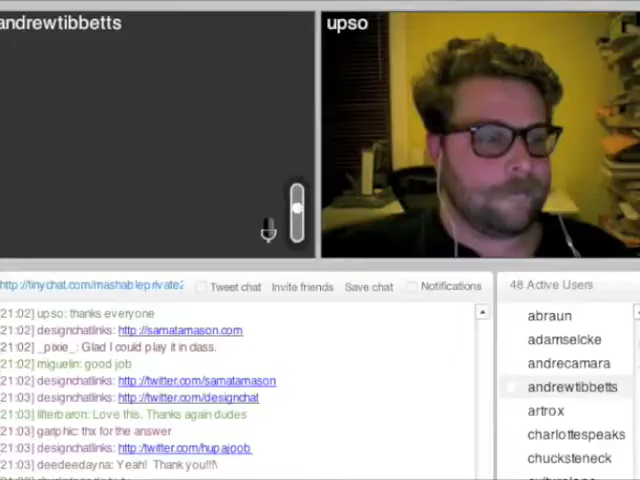 andrewtibbetts
upso
http://tinychat.com/mashableprivate2
Tweet chat
Invite friends
Save chat
Notifications
48 Active Users
[21:02] upso: thanks everyone
[21:02] designchatlinks: http://samatamason.com
[21:02] _pixie_: Glad I could play it in class.
[21:02] miguelin: good job
[21:02] designchatlinks: http://twitter.com/samatamason
[21:03] designchatlinks: http://twitter.com/designchat
[21:03] lifterbaron: Love this. Thanks again dudes
[21:03] garlphic: thx for the answer
[21:03] designchatlinks: http://twitter.com/hupajoob
[21:03] deedeedayna: Yeah! Thank you!!!\
abraun
adamselcke
andrecamara
andrewtibbetts
artrox
charlottespeaks
chucksteneck